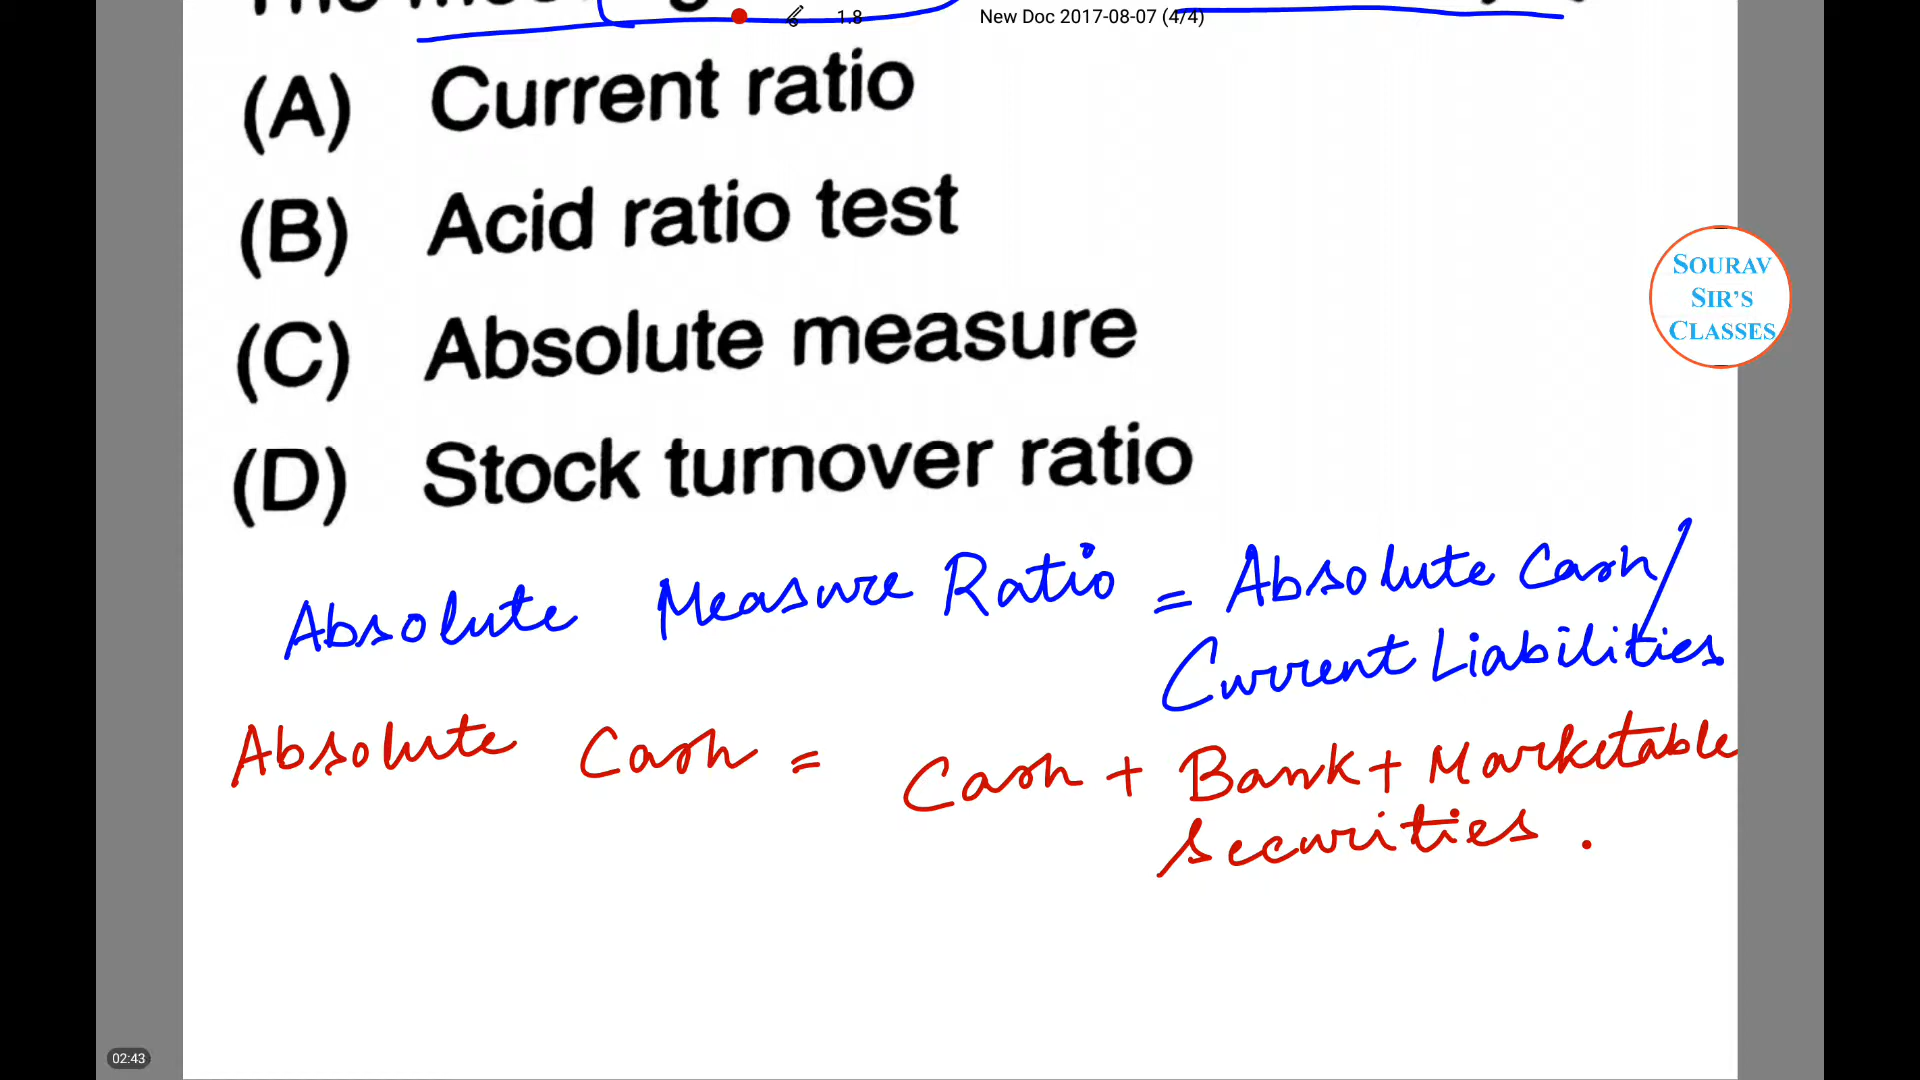 The
1.8
New Doc 2017-08-07 (4/4)
(A) Current ratio
(B) Acid ratio test
(C) Absolute measure
(D) Stock turnover ratio
SOURAV
SIR'S
CLASSES
Absolute Measure Ratio = Absolute Cash/
Current Liabilities.
Absolute Cash = Cash + Bank + Marketable
Securities.
02:43